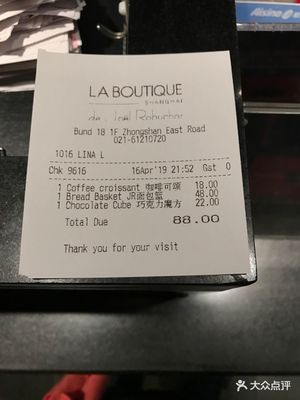 LA BOUTIQUE
SHANGHAI
de Joël Robuchon
Bund 18 1F Zhongshan East Road
021-61210720
1016 LINA L
Chk 9616 16Apr'19 21:52 Gst 0
1 Coffee croissant 咖啡可颂 18.00
1 Bread Basket JR面包篮 48.00
1 Chocolate Cube 巧克力魔方 22.00
Total Due 88.00
Thank you for your visit
大众点评